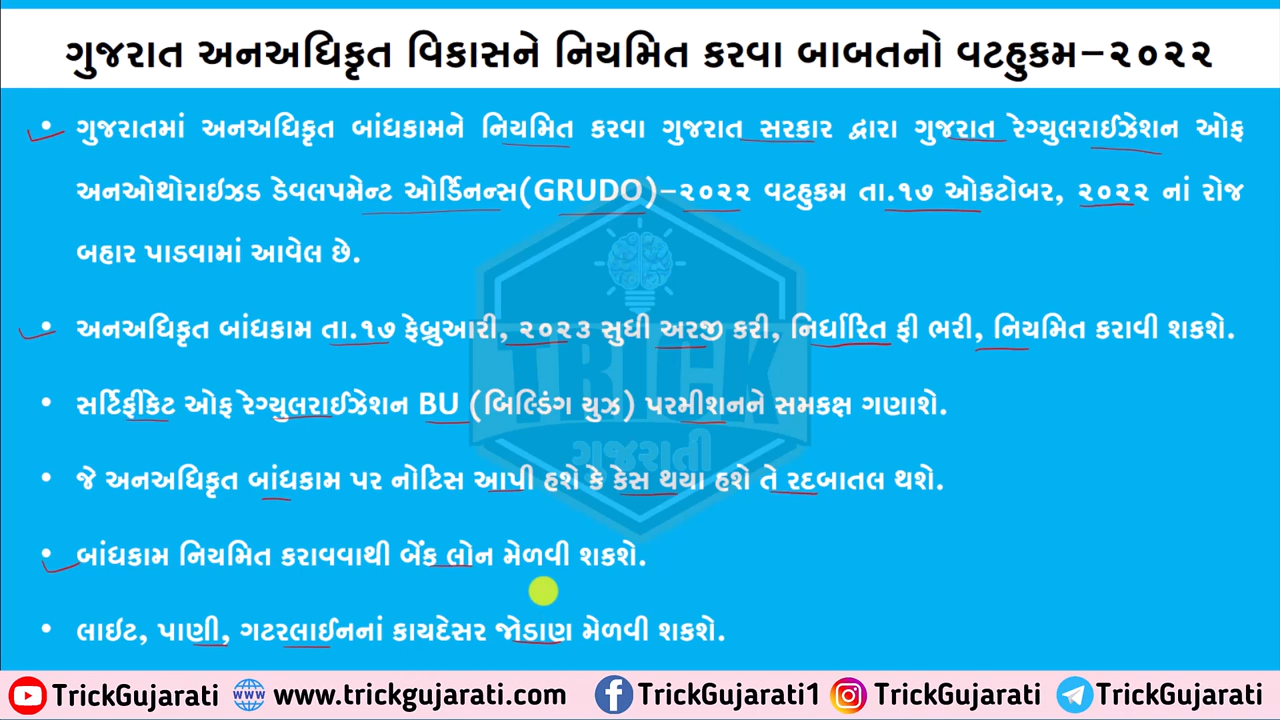 ગુજરાત અનઅધિકૃત વિકાસને નિયમિત કરવા બાબતનો વટહુકમ–૨૦૨૨
• ગુજરાતમાં અનઅધિકૃત બાંધકામને નિયમિત કરવા ગુજરાત સરકાર દ્વારા ગુજરાત રેગ્યુલરાઈઝેશન ઓફ
અનઓથોરાઇઝડ ડેવલપમેન્ટ ઓર્ડિનન્સ(GRUDO)–૨૦૨૨ વટહુકમ તા.૧૭ ઓકટોબર, ૨૦૨૨ નાં રોજ
બહાર પાડવામાં આવેલ છે.
• અનઅધિકૃત બાંધકામ તા.૧૭ ફેબ્રુઆરી, ૨૦૨૩ સુધી અરજી કરી, નિર્ધારિત ફી ભરી, નિયમિત કરાવી શકશે.
• સર્ટિફીકેટ ઓફ રેગ્યુલરાઈઝેશન BU (બિલ્ડિંગ યુઝ) પરમીશનને સમકક્ષ ગણાશે.
• જે અનઅધિકૃત બાંધકામ પર નોટિસ આપી હશે કે કેસ થયા હશે તે રદબાતલ થશે.
• બાંધકામ નિયમિત કરાવવાથી બેંક લોન મેળવી શકશે.
• લાઇટ, પાણી, ગટરલાઈનનાં કાયદેસર જોડાણ મેળવી શકશે.
TRICK
ગુજરાતી
TrickGujarati www.trickgujarati.com TrickGujarati1 TrickGujarati TrickGujarati